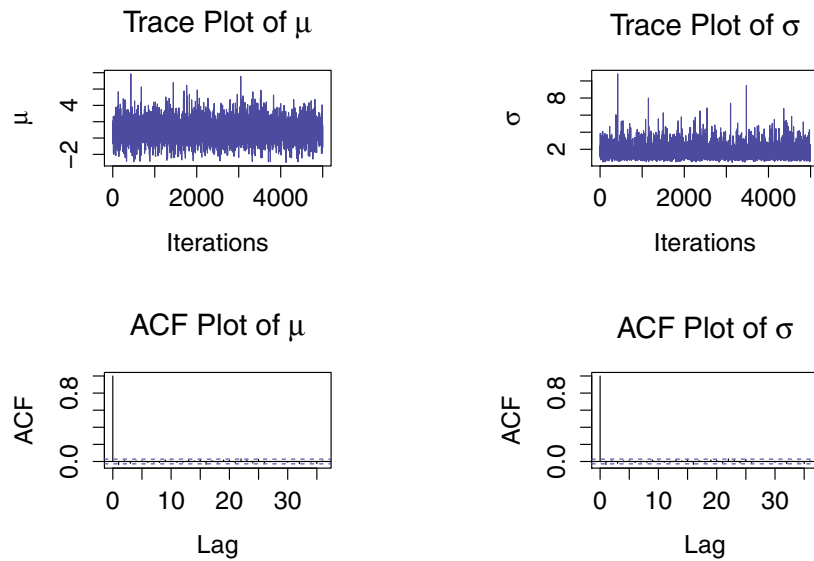 Trace Plot of μ
μ
4
−2
0 2000 4000
Iterations
Trace Plot of σ
σ
8
2
0 2000 4000
Iterations
ACF Plot of μ
ACF
0.8
0.0
0 10 20 30
Lag
ACF Plot of σ
ACF
0.8
0.0
0 10 20 30
Lag